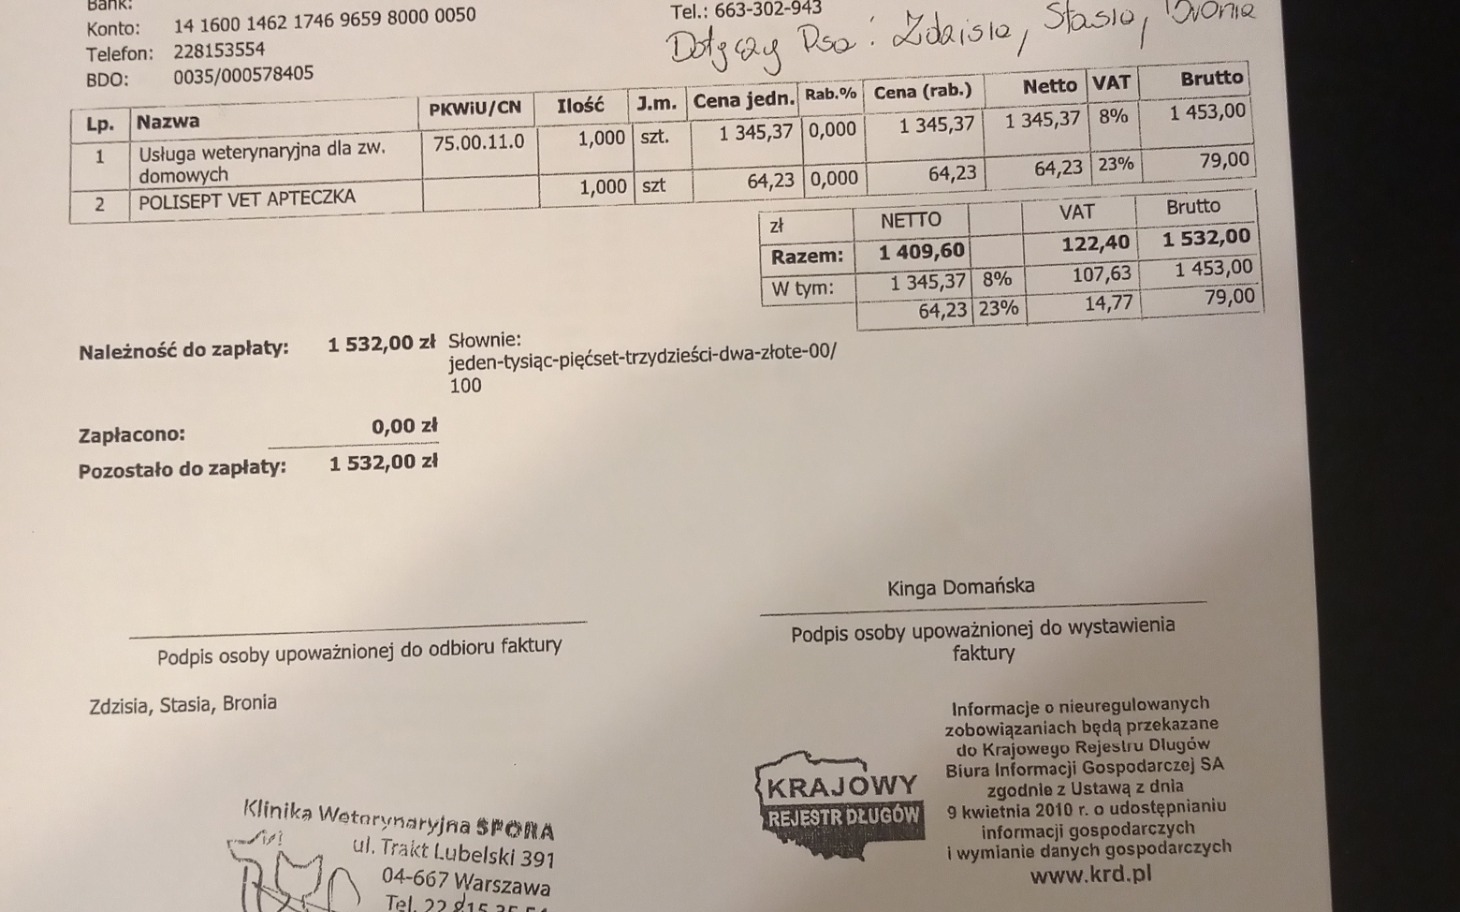 Bank:
Konto: 14 1600 1462 1746 9659 8000 0050
Telefon: 228153554
BDO: 0035/000578405
Tel.: 663-302-943
Dotyczy Psa: Zdzisia, Stasia, Bronia
Lp. Nazwa PKWiU/CN Ilość J.m. Cena jedn. Rab.% Cena (rab.) Netto VAT Brutto
1 Usługa weterynaryjna dla zw. domowych 75.00.11.0 1,000 szt. 1 345,37 0,000 1 345,37 1 345,37 8% 1 453,00
2 POLISEPT VET APTECZKA 1,000 szt 64,23 0,000 64,23 64,23 23% 79,00
zł NETTO VAT Brutto
Razem: 1 409,60 122,40 1 532,00
W tym: 1 345,37 8% 107,63 1 453,00
64,23 23% 14,77 79,00
Należność do zapłaty: 1 532,00 zł Słownie:
jeden-tysiąc-pięćset-trzydzieści-dwa-złote-00/
100
Zapłacono: 0,00 zł
Pozostało do zapłaty: 1 532,00 zł
Kinga Domańska
Podpis osoby upoważnionej do odbioru faktury
Podpis osoby upoważnionej do wystawienia
faktury
Zdzisia, Stasia, Bronia
KRAJOWY
REJESTR DŁUGÓW
Informacje o nieuregulowanych
zobowiązaniach będą przekazane
do Krajowego Rejestru Długów
Biura Informacji Gospodarczej SA
zgodnie z Ustawą z dnia
9 kwietnia 2010 r. o udostępnianiu
informacji gospodarczych
i wymianie danych gospodarczych
www.krd.pl
Klinika Weterynaryjna SFORA
ul. Trakt Lubelski 391
04-667 Warszawa
Tel. 22 815 35 54